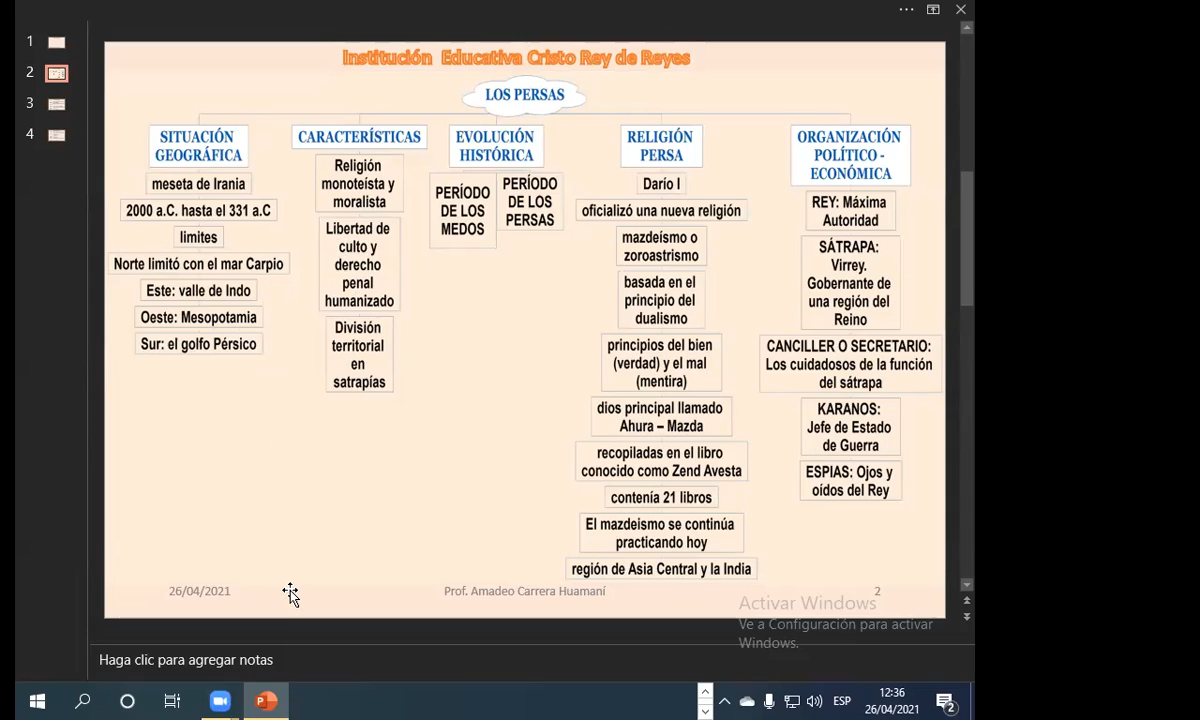 1
2
3
4
Institución Educativa Cristo Rey de Reyes
LOS PERSAS
SITUACIÓN
GEOGRÁFICA
meseta de Irania
2000 a.C. hasta el 331 a.C
limites
Norte limitó con el mar Carpio
Este: valle de Indo
Oeste: Mesopotamia
Sur: el golfo Pérsico
CARACTERÍSTICAS
Religión
monoteísta y
moralista
Libertad de
culto y
derecho
penal
humanizado
División
territorial
en
satrapías
EVOLUCIÓN
HISTÓRICA
PERÍODO
DE LOS
MEDOS
PERÍODO
DE LOS
PERSAS
RELIGIÓN
PERSA
Darío I
oficializó una nueva religión
mazdeísmo o
zoroastrismo
basada en el
principio del
dualismo
principios del bien
(verdad) y el mal
(mentira)
dios principal llamado
Ahura – Mazda
recopiladas en el libro
conocido como Zend Avesta
contenía 21 libros
El mazdeismo se continúa
practicando hoy
región de Asia Central y la India
ORGANIZACIÓN
POLÍTICO -
ECONÓMICA
REY: Máxima
Autoridad
SÁTRAPA:
Virrey.
Gobernante de
una región del
Reino
CANCILLER O SECRETARIO:
Los cuidadosos de la función
del sátrapa
KARANOS:
Jefe de Estado
de Guerra
ESPIAS: Ojos y
oídos del Rey
26/04/2021
Prof. Amadeo Carrera Huamaní
2
Activar Windows
Ve a Configuración para activar
Windows.
Haga clic para agregar notas
ESP
12:36
26/04/2021
2